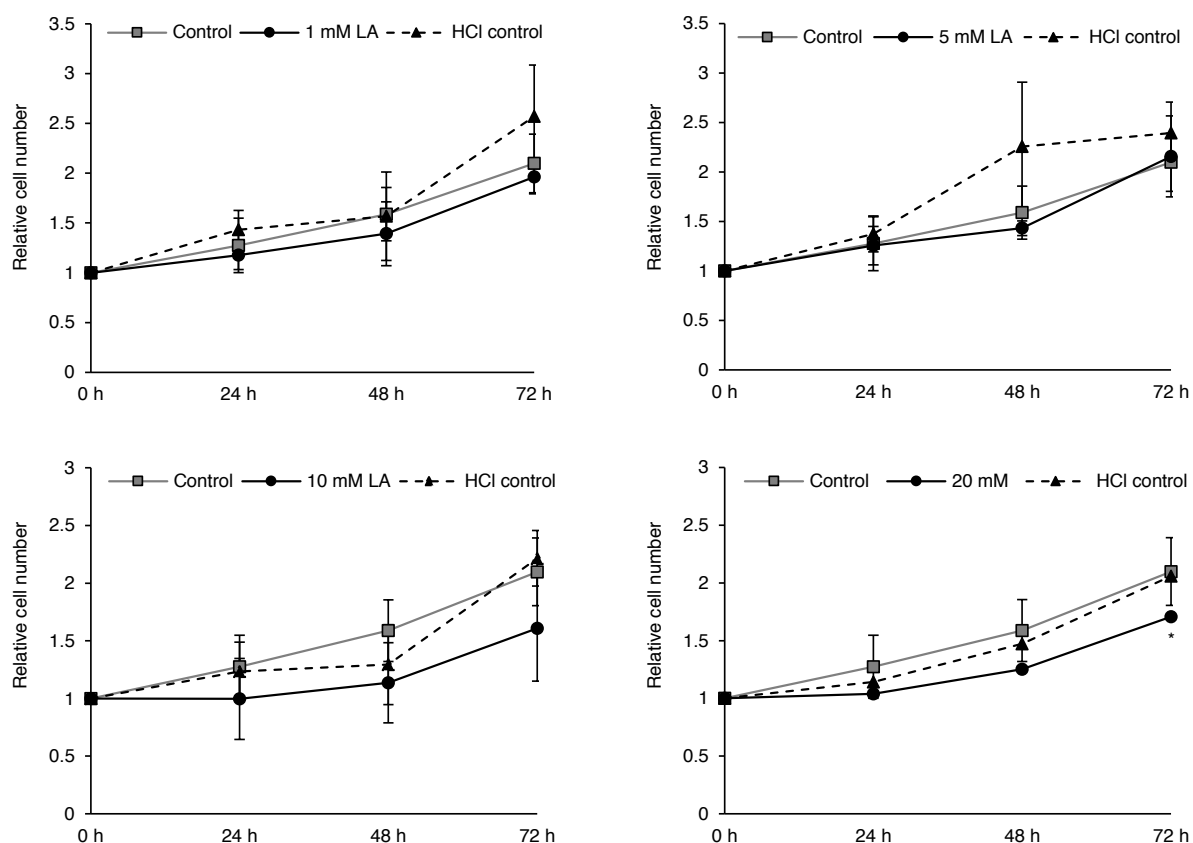 Control 1 mM LA HCl control
Relative cell number
3.5
3
2.5
2
1.5
1
0.5
0
0 h 24 h 48 h 72 h
Control 5 mM LA HCl control
Relative cell number
3.5
3
2.5
2
1.5
1
0.5
0
0 h 24 h 48 h 72 h
Control 10 mM LA HCl control
Relative cell number
3
2.5
2
1.5
1
0.5
0
0 h 24 h 48 h 72 h
Control 20 mM HCl control
Relative cell number
3
2.5
2
1.5
1
0.5
0
*
0 h 24 h 48 h 72 h